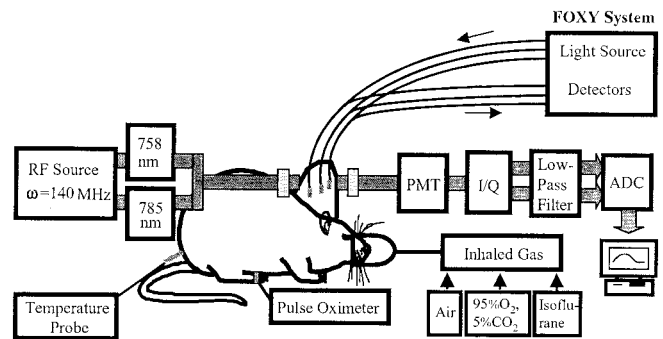 FOXY System
Light Source
Detectors
758
nm
RF Source
ω=140 MHz
785
nm
PMT
I/Q
Low-
Pass
Filter
ADC
Inhaled Gas
Temperature
Probe
Pulse Oximeter
Air
95%O₂,
5%CO₂
Isoflu-
rane